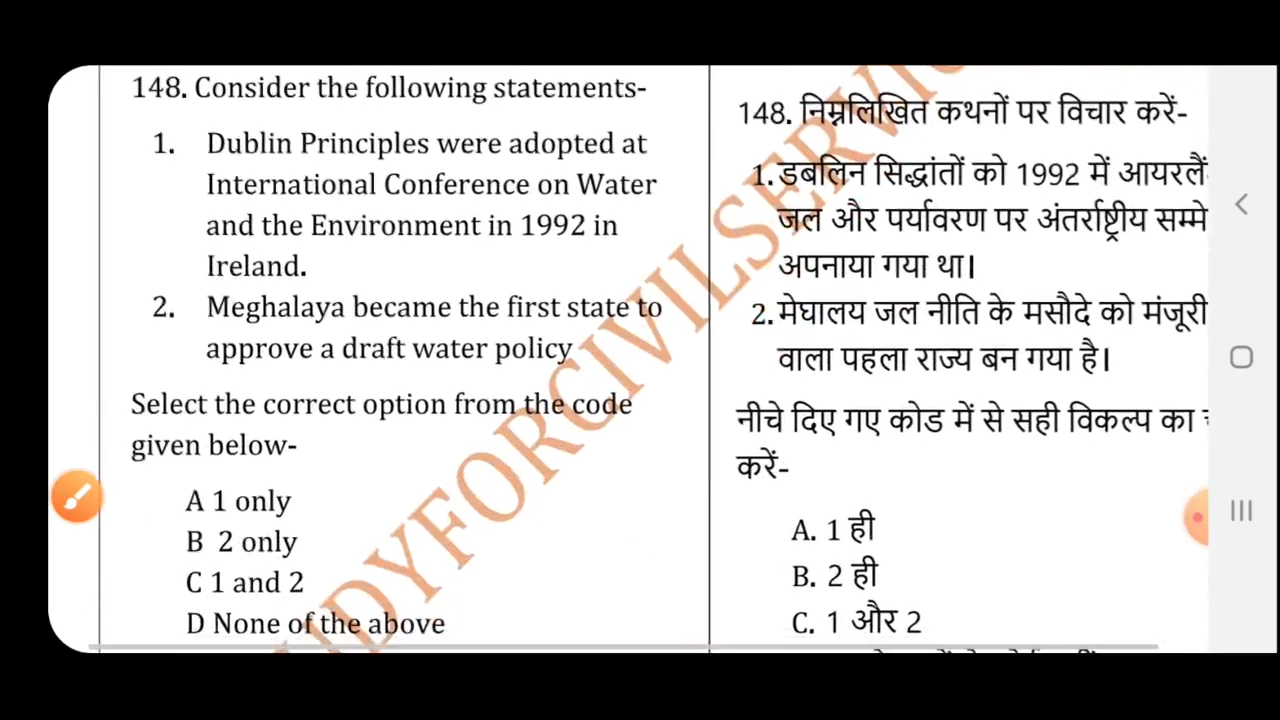 148. Consider the following statements-
1. Dublin Principles were adopted at
International Conference on Water
and the Environment in 1992 in
Ireland.
2. Meghalaya became the first state to
approve a draft water policy
Select the correct option from the code
given below-
A 1 only
B 2 only
C 1 and 2
D None of the above
148. निम्नलिखित कथनों पर विचार करें-
1. डबलिन सिद्धांतों को 1992 में आयरलैं
जल और पर्यावरण पर अंतर्राष्ट्रीय सम्मे
अपनाया गया था।
2. मेघालय जल नीति के मसौदे को मंजूरी
वाला पहला राज्य बन गया है।
नीचे दिए गए कोड में से सही विकल्प का
करें-
A. 1 ही
B. 2 ही
C. 1 और 2
UDYFORCIVILSERVIC